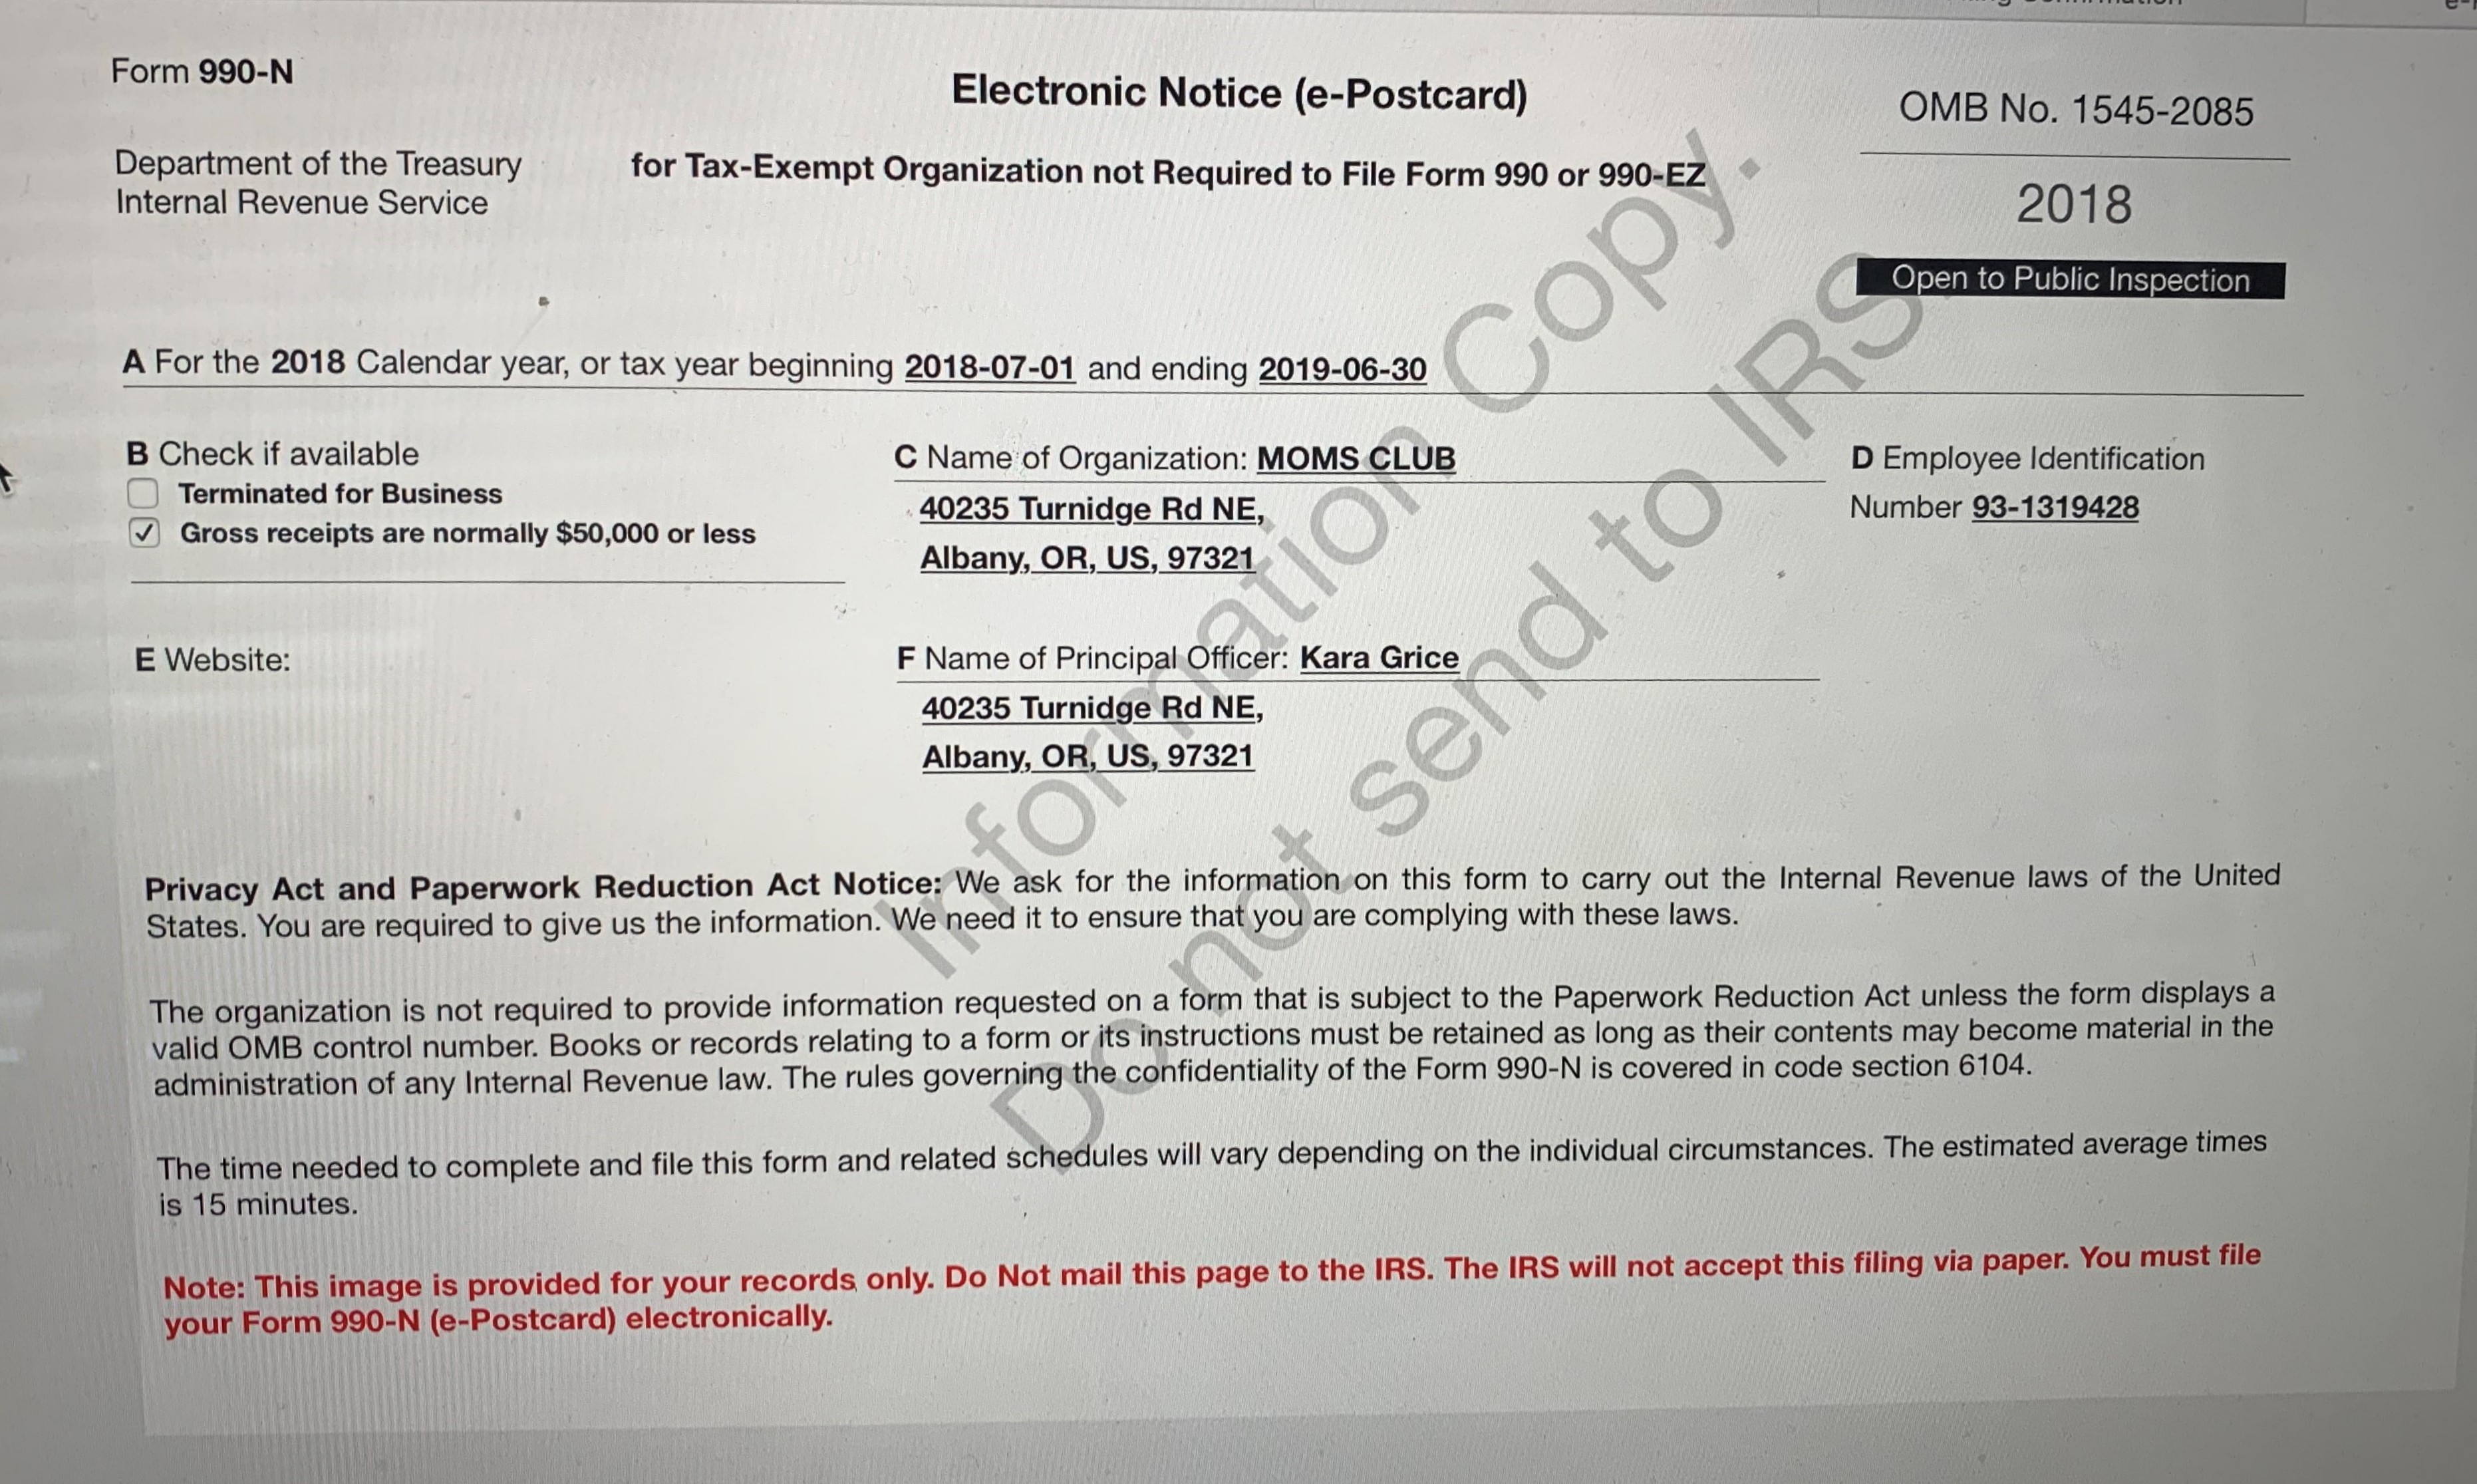 Form 990-N
Electronic Notice (e-Postcard)
OMB No. 1545-2085
Department of the Treasury
Internal Revenue Service
for Tax-Exempt Organization not Required to File Form 990 or 990-EZ
2018
Open to Public Inspection
A For the 2018 Calendar year, or tax year beginning 2018-07-01 and ending 2019-06-30
B Check if available
Terminated for Business
✓ Gross receipts are normally $50,000 or less
C Name of Organization: MOMS CLUB
40235 Turnidge Rd NE,
Albany, OR, US, 97321
D Employee Identification
Number 93-1319428
E Website:
F Name of Principal Officer: Kara Grice
40235 Turnidge Rd NE,
Albany, OR, US, 97321
Information Copy.
Do not send to IRS.
Privacy Act and Paperwork Reduction Act Notice: We ask for the information on this form to carry out the Internal Revenue laws of the United
States. You are required to give us the information. We need it to ensure that you are complying with these laws.
The organization is not required to provide information requested on a form that is subject to the Paperwork Reduction Act unless the form displays a
valid OMB control number. Books or records relating to a form or its instructions must be retained as long as their contents may become material in the
administration of any Internal Revenue law. The rules governing the confidentiality of the Form 990-N is covered in code section 6104.
The time needed to complete and file this form and related schedules will vary depending on the individual circumstances. The estimated average times
is 15 minutes.
Note: This image is provided for your records only. Do Not mail this page to the IRS. The IRS will not accept this filing via paper. You must file
your Form 990-N (e-Postcard) electronically.